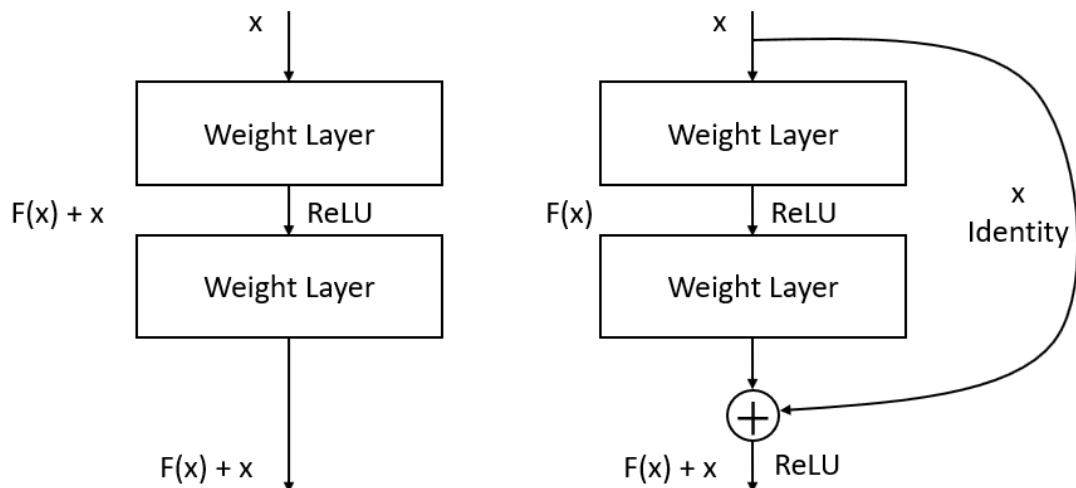 x
Weight Layer
F(x) + x
ReLU
Weight Layer
F(x) + x
x
Weight Layer
F(x)
ReLU
x
Identity
Weight Layer
F(x) + x
ReLU